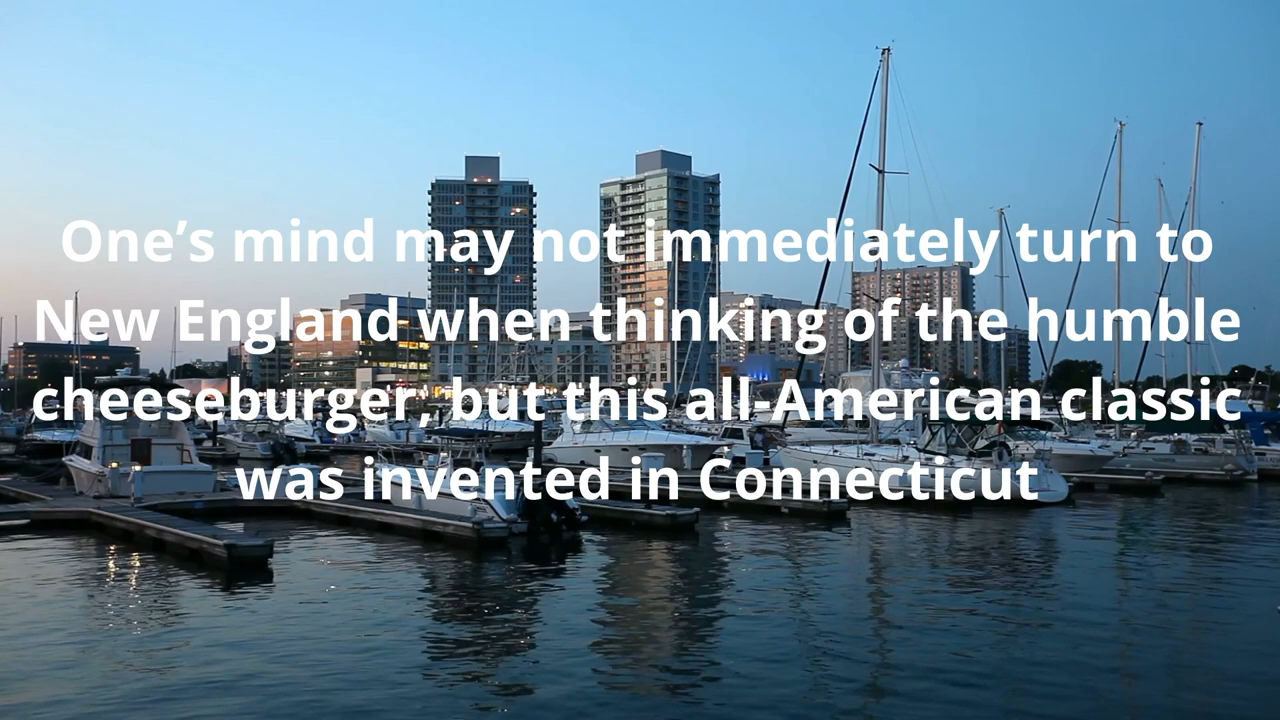 One’s mind may not immediately turn to
New England when thinking of the humble
cheeseburger, but this all-American classic
was invented in Connecticut